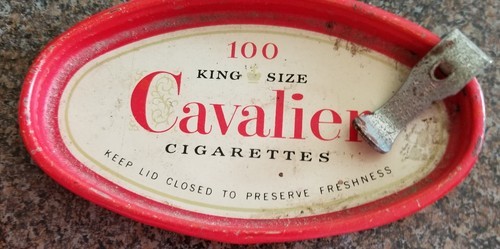 100
KING SIZE
Cavalier
CIGARETTES
KEEP LID CLOSED TO PRESERVE FRESHNESS